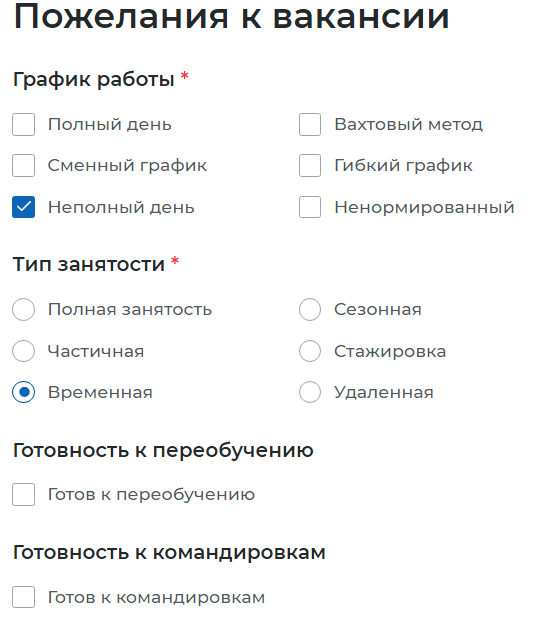 Пожелания к вакансии
График работы *
Полный день
Вахтовый метод
Сменный график
Гибкий график
Неполный день
Ненормированный
Тип занятости *
Полная занятость
Сезонная
Частичная
Стажировка
Временная
Удаленная
Готовность к переобучению
Готов к переобучению
Готовность к командировкам
Готов к командировкам